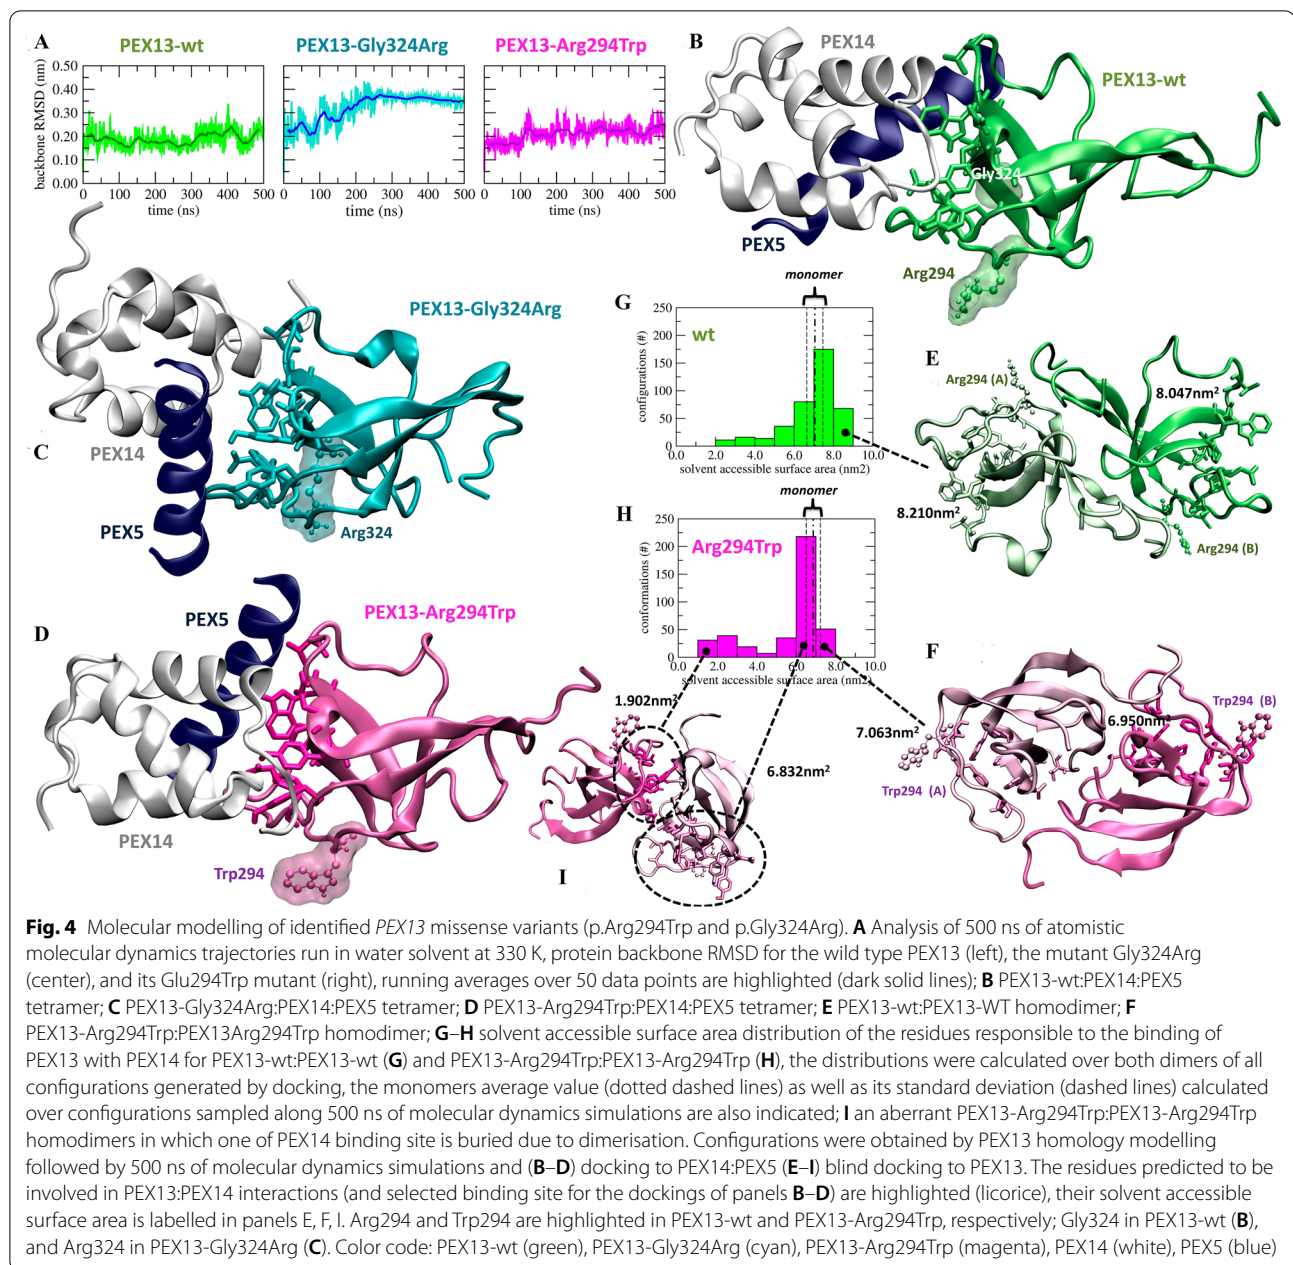 A
PEX13-wt
PEX13-Gly324Arg
PEX13-Arg294Trp
backbone RMSD (nm)
0.50
0.40
0.30
0.20
0.10
0.00
0 100 200 300 400 500
time (ns)
0 100 200 300 400 500
time (ns)
0 100 200 300 400 500
time (ns)
B
PEX14
PEX13-wt
Gly324
PEX5
Arg294
C
PEX13-Gly324Arg
PEX14
PEX5
Arg324
G
monomer
wt
configurations (#)
250
200
150
100
50
0
0.0 2.0 4.0 6.0 8.0 10.0
solvent accessible surface area (nm2)
E
Arg294 (A)
8.047nm²
8.210nm²
Arg294 (B)
H
monomer
Arg294Trp
conformations (#)
250
200
150
100
50
0
0.0 2.0 4.0 6.0 8.0 10.0
solvent accessible surface area (nm2)
D
PEX5
PEX13-Arg294Trp
PEX14
Trp294
F
Trp294 (B)
6.950nm²
7.063nm²
Trp294 (A)
1.902nm²
6.832nm²
I
Fig. 4 Molecular modelling of identified PEX13 missense variants (p.Arg294Trp and p.Gly324Arg). A Analysis of 500 ns of atomistic
molecular dynamics trajectories run in water solvent at 330 K, protein backbone RMSD for the wild type PEX13 (left), the mutant Gly324Arg
(center), and its Glu294Trp mutant (right), running averages over 50 data points are highlighted (dark solid lines); B PEX13-wt:PEX14:PEX5
tetramer; C PEX13-Gly324Arg:PEX14:PEX5 tetramer; D PEX13-Arg294Trp:PEX14:PEX5 tetramer; E PEX13-wt:PEX13-WT homodimer; F
PEX13-Arg294Trp:PEX13Arg294Trp homodimer; G–H solvent accessible surface area distribution of the residues responsible to the binding of
PEX13 with PEX14 for PEX13-wt:PEX13-wt (G) and PEX13-Arg294Trp:PEX13-Arg294Trp (H), the distributions were calculated over both dimers of all
configurations generated by docking, the monomers average value (dotted dashed lines) as well as its standard deviation (dashed lines) calculated
over configurations sampled along 500 ns of molecular dynamics simulations are also indicated; I an aberrant PEX13-Arg294Trp:PEX13-Arg294Trp
homodimers in which one of PEX14 binding site is buried due to dimerisation. Configurations were obtained by PEX13 homology modelling
followed by 500 ns of molecular dynamics simulations and (B–D) docking to PEX14:PEX5 (E–I) blind docking to PEX13. The residues predicted to be
involved in PEX13:PEX14 interactions (and selected binding site for the dockings of panels B–D) are highlighted (licorice), their solvent accessible
surface area is labelled in panels E, F, I. Arg294 and Trp294 are highlighted in PEX13-wt and PEX13-Arg294Trp, respectively; Gly324 in PEX13-wt (B),
and Arg324 in PEX13-Gly324Arg (C). Color code: PEX13-wt (green), PEX13-Gly324Arg (cyan), PEX13-Arg294Trp (magenta), PEX14 (white), PEX5 (blue)